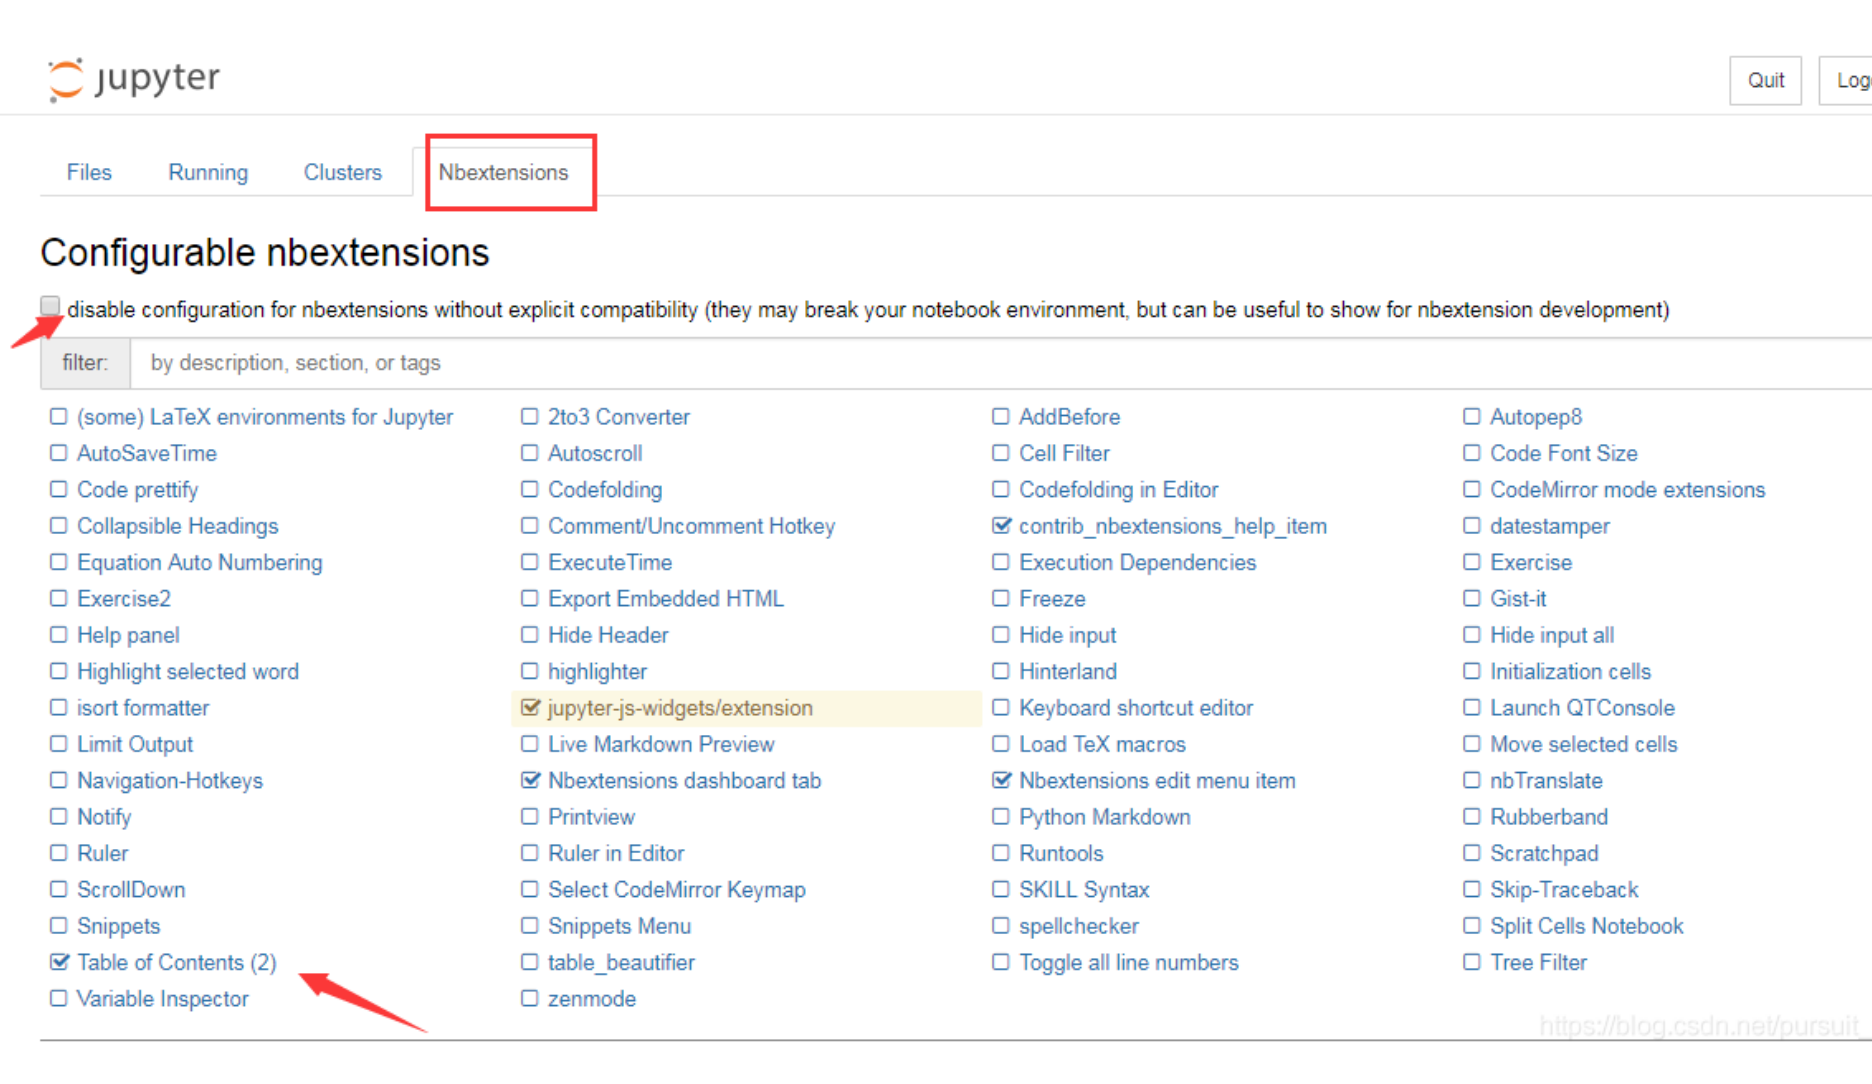 jupyter
Quit
Files Running Clusters Nbextensions
Configurable nbextensions
disable configuration for nbextensions without explicit compatibility (they may break your notebook environment, but can be useful to show for nbextension development)
filter: by description, section, or tags
(some) LaTeX environments for Jupyter 2to3 Converter AddBefore Autopep8
AutoSaveTime Autoscroll Cell Filter Code Font Size
Code prettify Codefolding Codefolding in Editor CodeMirror mode extensions
Collapsible Headings Comment/Uncomment Hotkey contrib_nbextensions_help_item datestamper
Equation Auto Numbering ExecuteTime Execution Dependencies Exercise
Exercise2 Export Embedded HTML Freeze Gist-it
Help panel Hide Header Hide input Hide input all
Highlight selected word highlighter Hinterland Initialization cells
isort formatter jupyter-js-widgets/extension Keyboard shortcut editor Launch QTConsole
Limit Output Live Markdown Preview Load TeX macros Move selected cells
Navigation-Hotkeys Nbextensions dashboard tab Nbextensions edit menu item nbTranslate
Notify Printview Python Markdown Rubberband
Ruler Ruler in Editor Runtools Scratchpad
ScrollDown Select CodeMirror Keymap SKILL Syntax Skip-Traceback
Snippets Snippets Menu spellchecker Split Cells Notebook
Table of Contents (2) table_beautifier Toggle all line numbers Tree Filter
Variable Inspector zenmode
https://blog.csdn.net/pursuit_